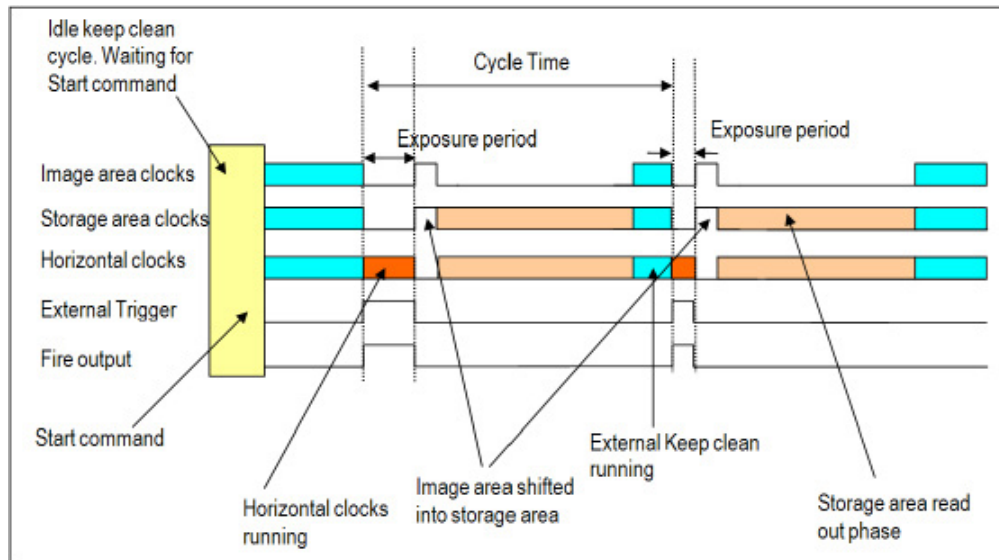 Idle keep clean
cycle. Waiting for
Start command
Cycle Time
Exposure period
Exposure period
Image area clocks
Storage area clocks
Horizontal clocks
External Trigger
Fire output
Start command
Horizontal clocks
running
Image area shifted
into storage area
External Keep clean
running
Storage area read
out phase